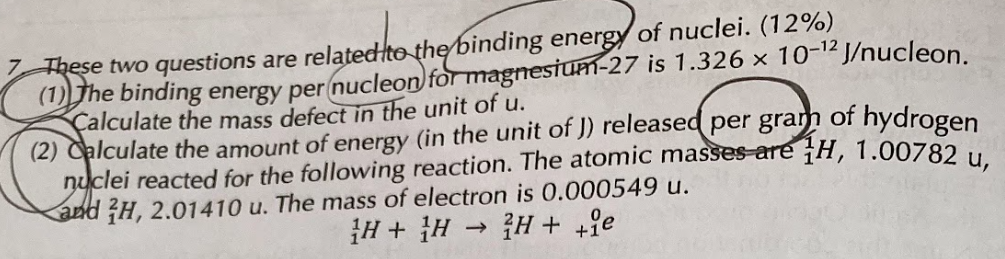 7 These two questions are related to the binding energy of nuclei. (12%)
(1) The binding energy per nucleon for magnesium-27 is 1.326 × 10⁻¹² J/nucleon.
Calculate the mass defect in the unit of u.
(2) Calculate the amount of energy (in the unit of J) released per gram of hydrogen
nuclei reacted for the following reaction. The atomic masses are ¹₁H, 1.00782 u,
and ²₁H, 2.01410 u. The mass of electron is 0.000549 u.
¹₁H + ¹₁H → ²₁H + ⁰₊₁e